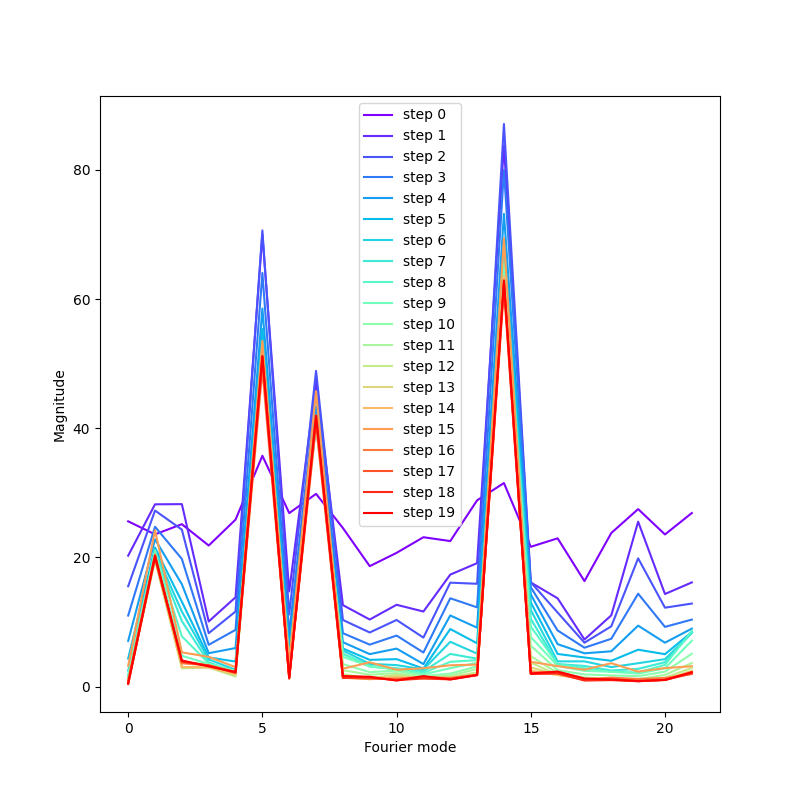 step 0
step 1
step 2
step 3
step 4
step 5
step 6
step 7
step 8
step 9
step 10
step 11
step 12
step 13
step 14
step 15
step 16
step 17
step 18
step 19
80
60
40
20
0
Magnitude
0 5 10 15 20
Fourier mode